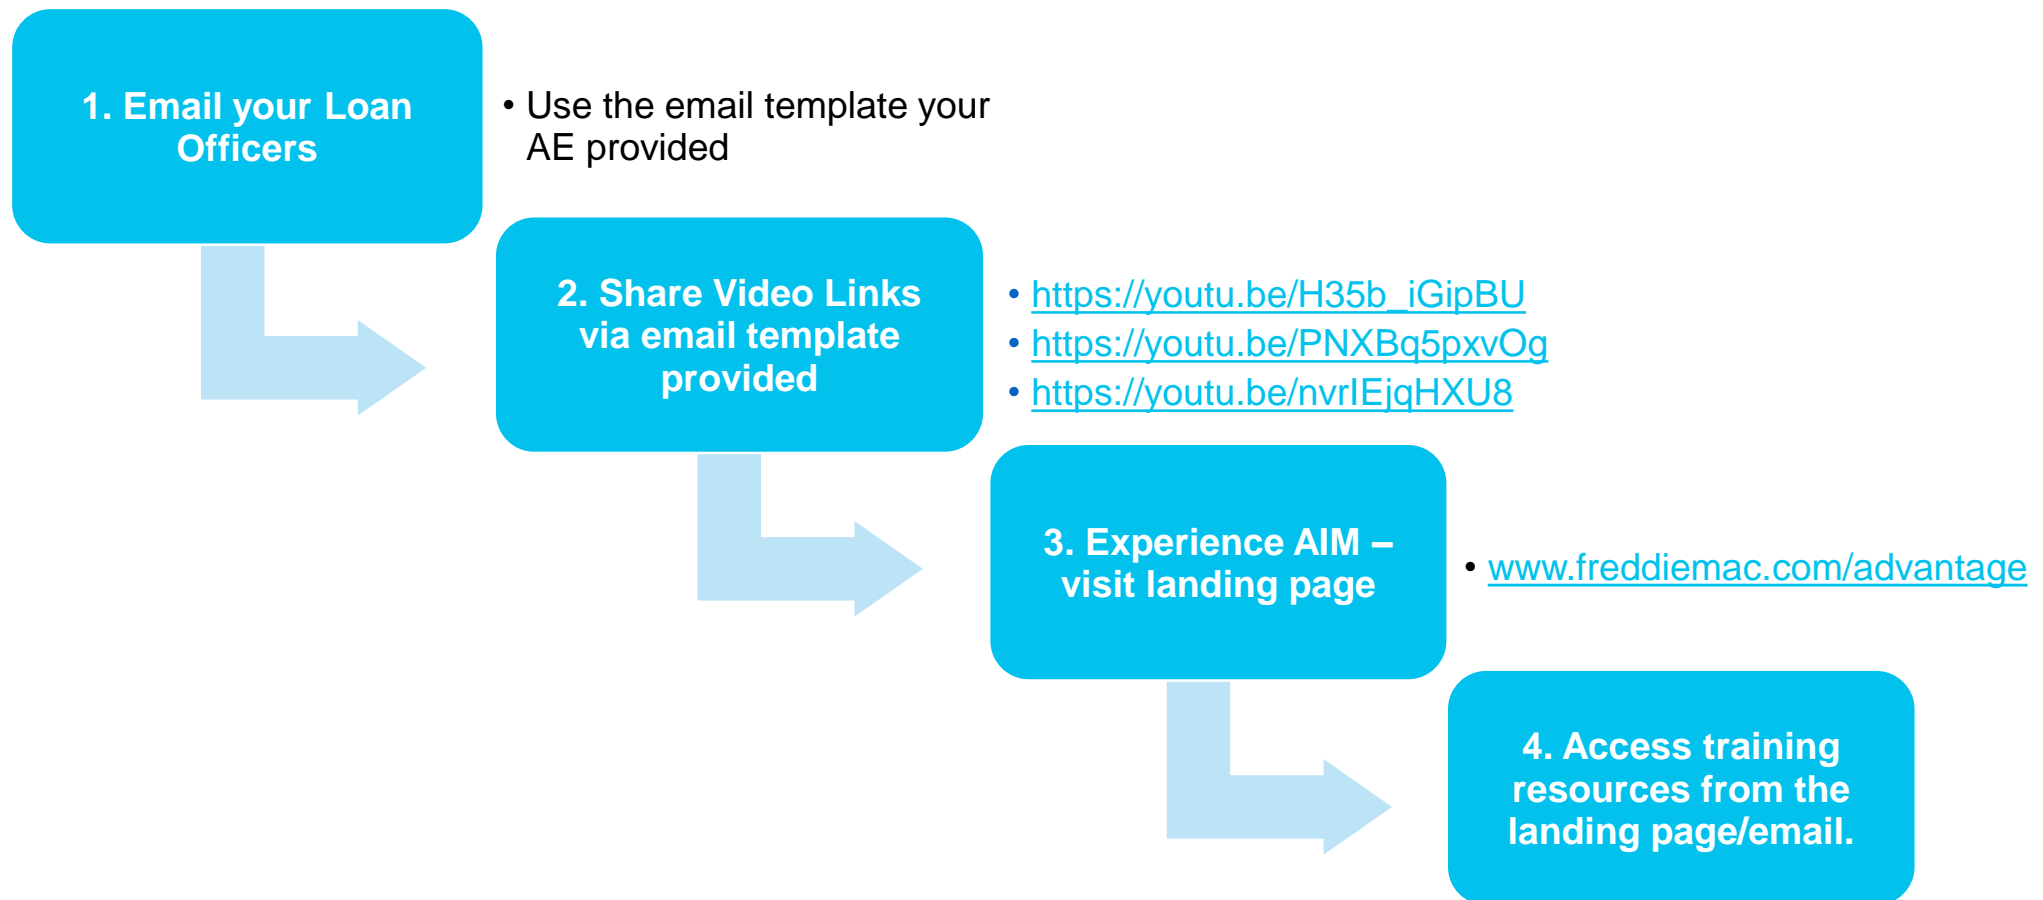 1. Email your Loan
Officers
• Use the email template your
AE provided
2. Share Video Links
via email template
provided
• https://youtu.be/H35b_iGipBU
• https://youtu.be/PNXBq5pxvOg
• https://youtu.be/nvrIEjqHXU8
3. Experience AIM –
visit landing page
• www.freddiemac.com/advantage
4. Access training
resources from the
landing page/email.